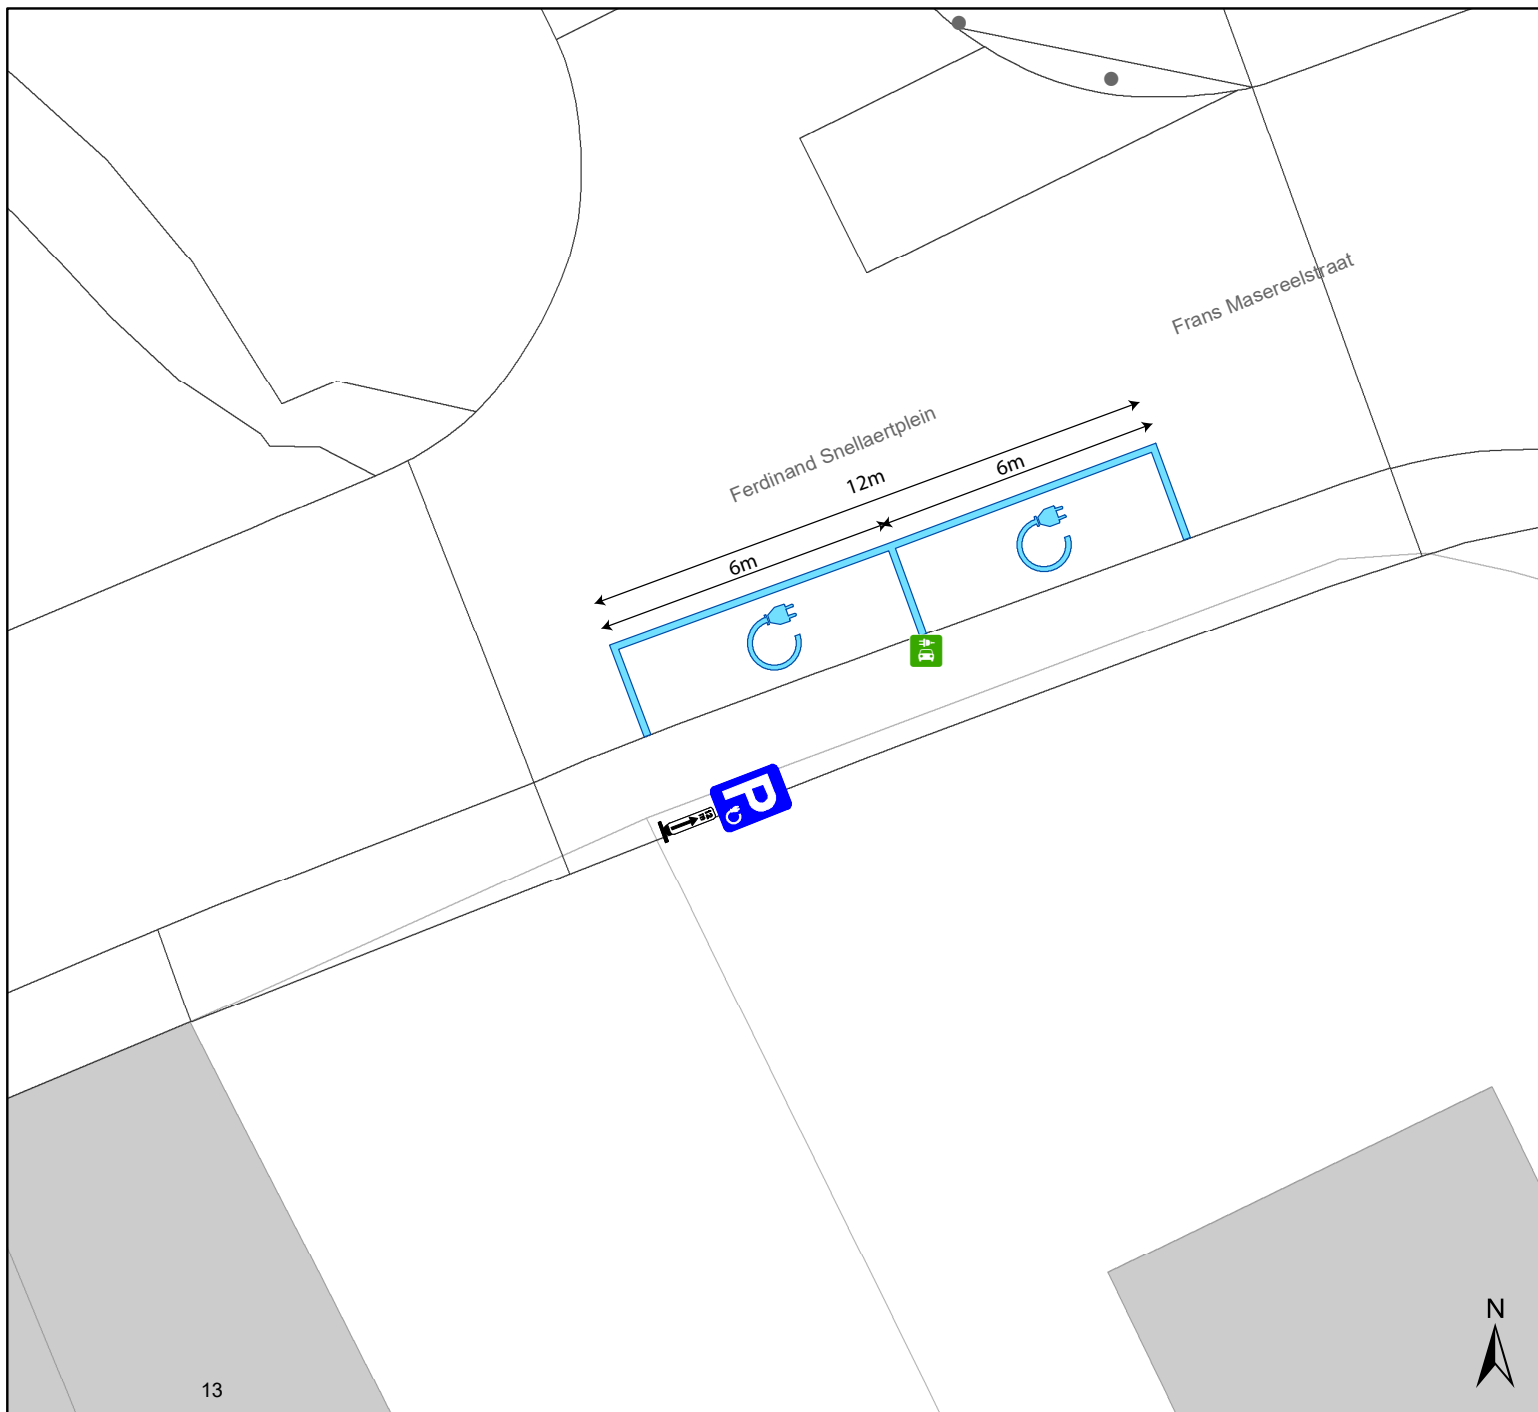 Frans Masereelstraat
Ferdinand Snellaertplein
12m
6m
6m
P
N
13